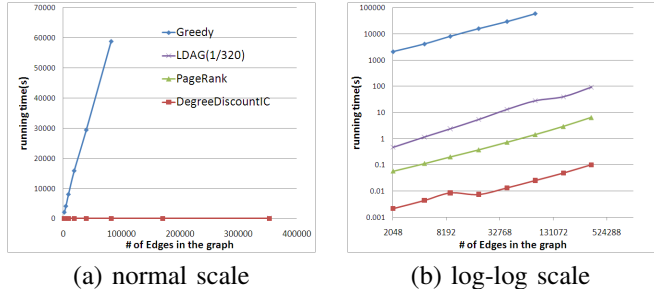 70000
60000
50000
40000
30000
20000
10000
0
running time(s)
Greedy
LDAG(1/320)
PageRank
DegreeDiscountIC
0
100000
200000
300000
400000
# of Edges in the graph
(a) normal scale
100000
10000
1000
100
10
1
0.1
0.01
0.001
running time(s)
2048
8192
32768
131072
524288
# of Edges in the graph
(b) log-log scale